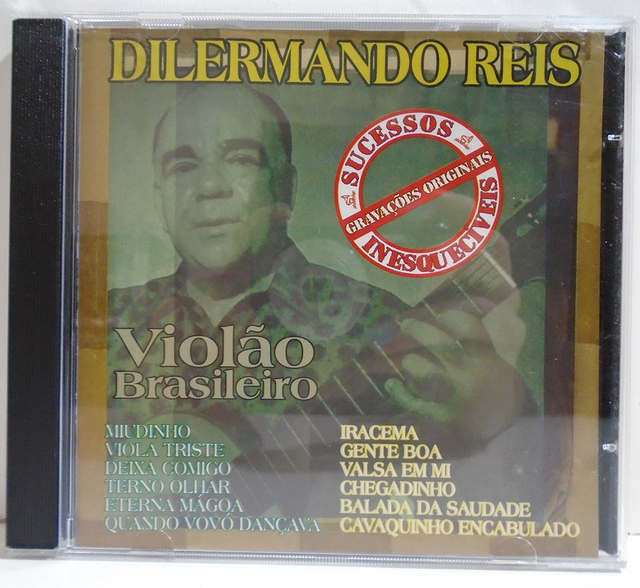 DILERMANDO REIS
SUCESSOS
GRAVAÇÕES ORIGINAIS
INESQUECÍVEIS
Violão
Brasileiro
MIUDINHO
VIOLA TRISTE
DEIXA COMIGO
TERNO OLHAR
ETERNA MÁGOA
QUANDO VOVÓ DANÇAVA
IRACEMA
GENTE BOA
VALSA EM MI
CHEGADINHO
BALADA DA SAUDADE
CAVAQUINHO ENCABULADO